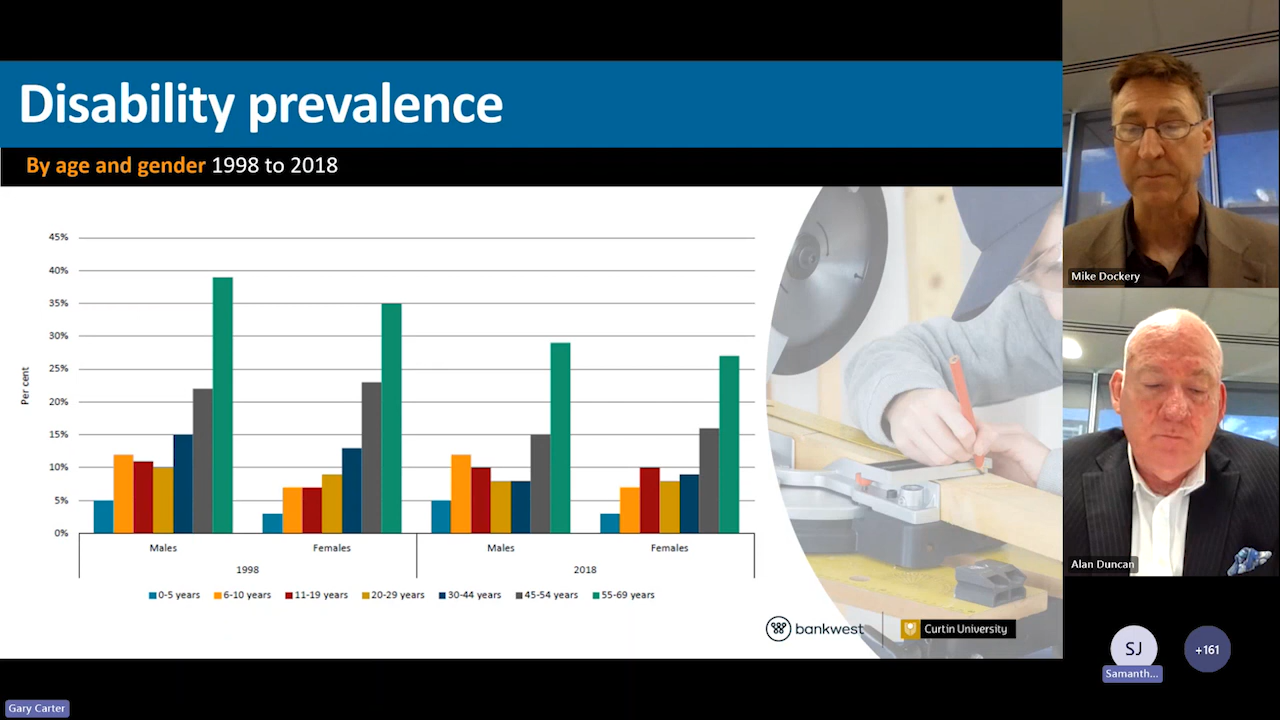 Disability prevalence
By age and gender 1998 to 2018
45%
40%
35%
30%
25%
20%
15%
10%
5%
0%
Per cent
Males
Females
Males
Females
1998
2018
0-5 years
6-10 years
11-19 years
20-29 years
30-44 years
45-54 years
55-69 years
bankwest
Curtin University
Mike Dockery
Alan Duncan
SJ
Samanth...
+161
Gary Carter